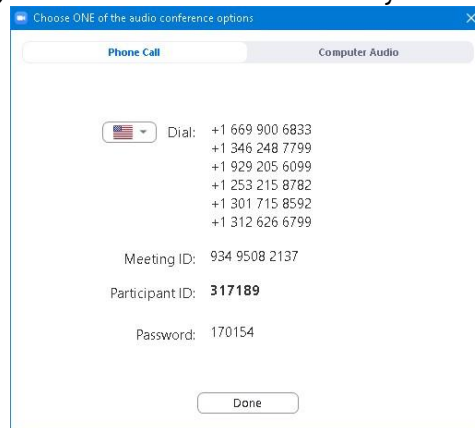 Choose ONE of the audio conference options
Phone Call
Computer Audio
Dial: +1 669 900 6833
+1 346 248 7799
+1 929 205 6099
+1 253 215 8782
+1 301 715 8592
+1 312 626 6799
Meeting ID: 934 9508 2137
Participant ID: 317189
Password: 170154
Done